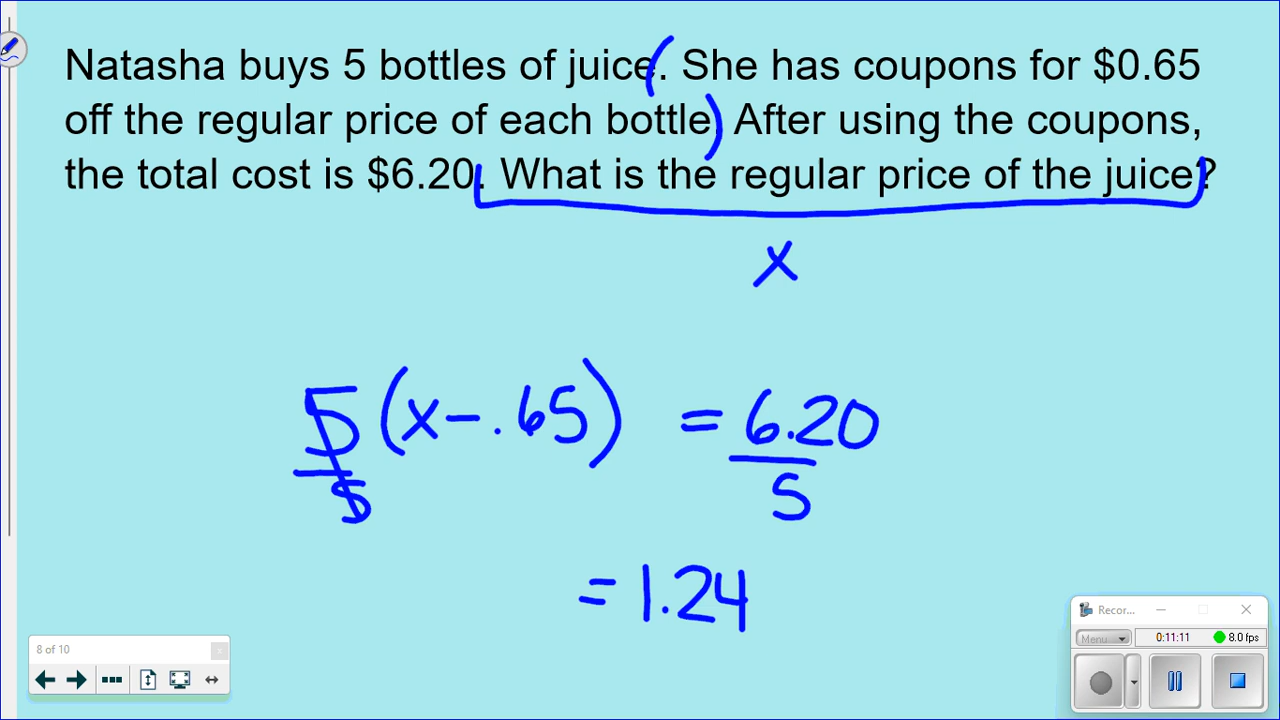 Natasha buys 5 bottles of juice(. She has coupons for $0.65
off the regular price of each bottle) After using the coupons,
the total cost is $6.20. What is the regular price of the juice?
x
5 (x - .65) = 6.20
5 5
= 1.24
8 of 10
x
Recor...
Menu
0:11:11
8.0 fps